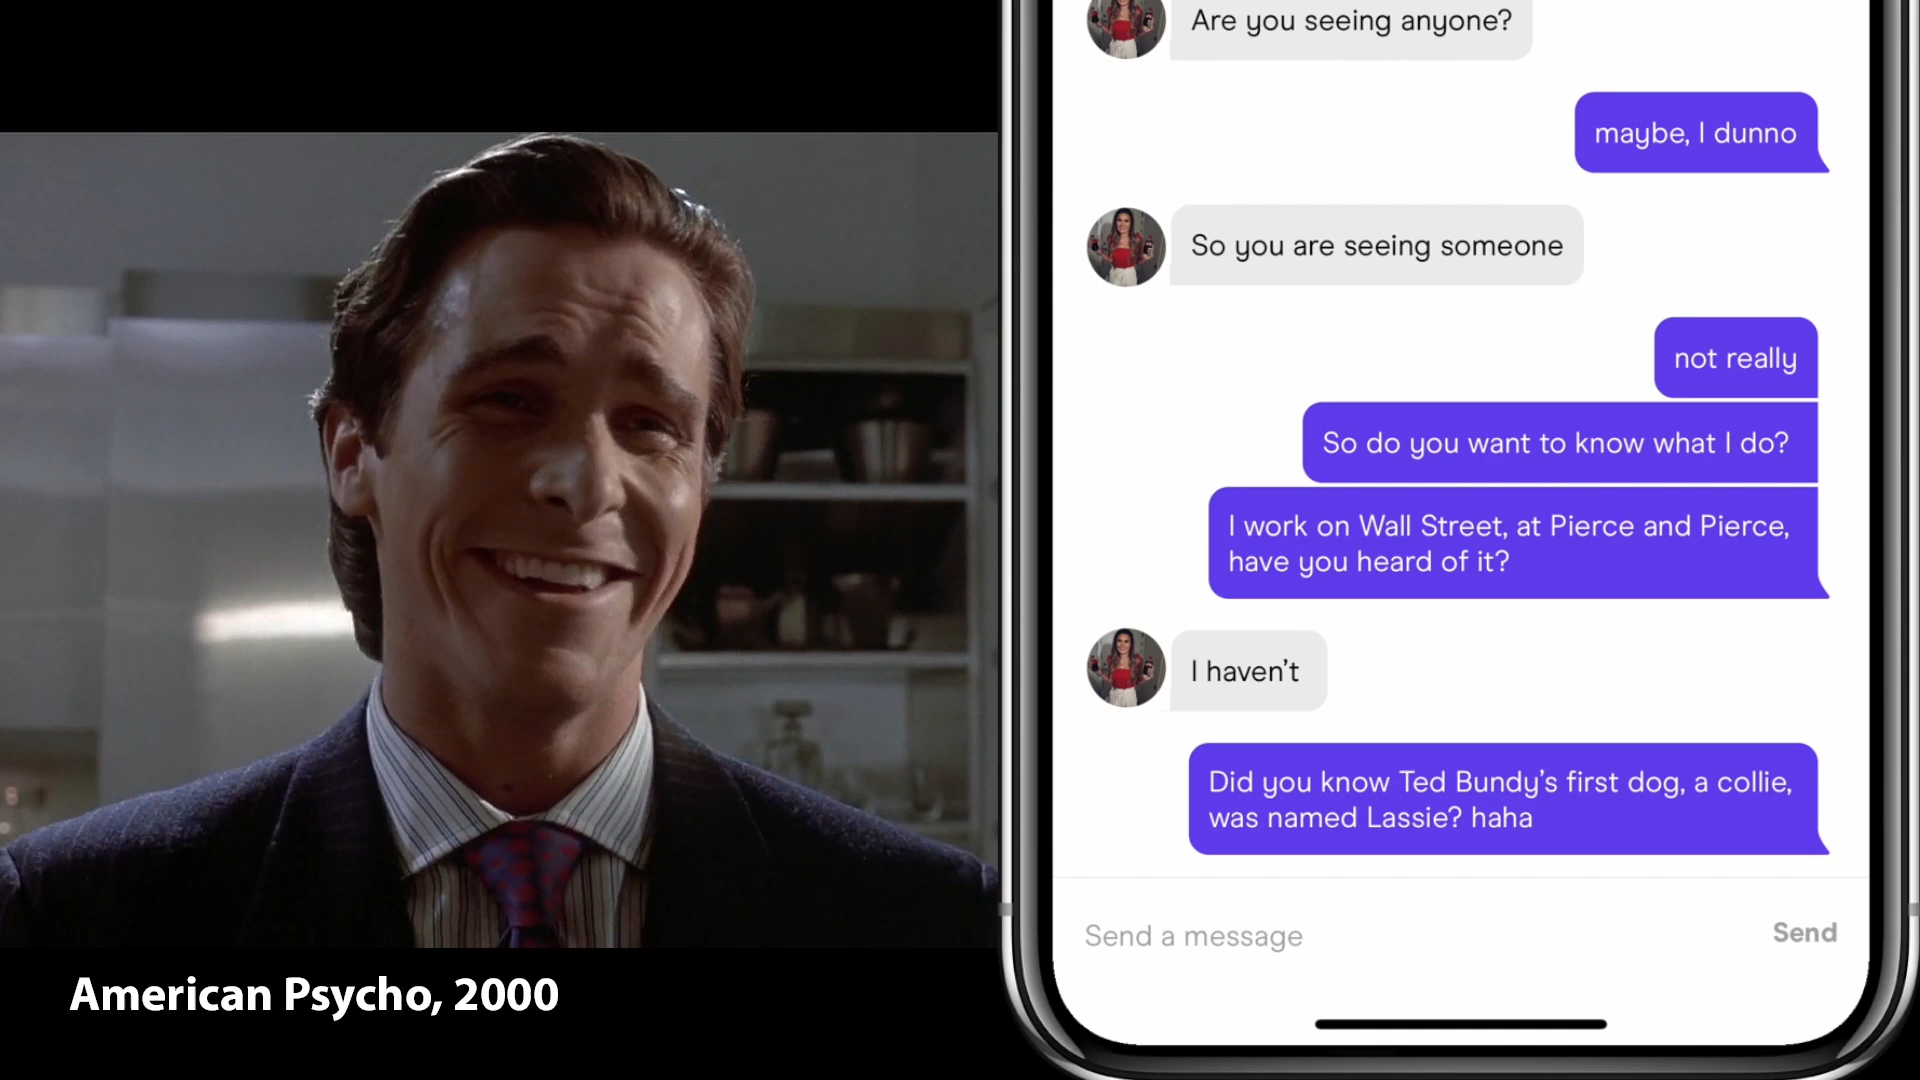 Are you seeing anyone?
maybe, I dunno
So you are seeing someone
not really
So do you want to know what I do?
I work on Wall Street, at Pierce and Pierce,
have you heard of it?
I haven’t
Did you know Ted Bundy’s first dog, a collie,
was named Lassie? haha
Send a message
Send
American Psycho, 2000